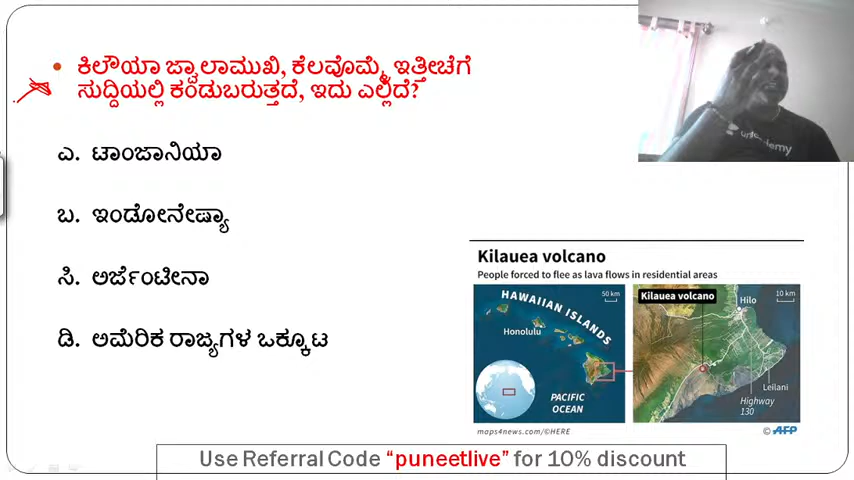 ಕಿಲೌಯಾ ಜ್ವಾಲಾಮುಖಿ, ಕೆಲವೊಮ್ಮೆ ಇತ್ತೀಚೆಗೆ
ಸುದ್ದಿಯಲ್ಲಿ ಕಂಡುಬರುತ್ತದೆ, ಇದು ಎಲ್ಲಿದೆ?
ಎ. ಟಾಂಜಾನಿಯಾ
ಬ. ಇಂಡೋನೇಷ್ಯಾ
ಸಿ. ಅರ್ಜೆಂಟೀನಾ
ಡಿ. ಅಮೆರಿಕ ರಾಜ್ಯಗಳ ಒಕ್ಕೂಟ
Kilauea volcano
People forced to flee as lava flows in residential areas
HAWAIIAN ISLANDS
50 km
Honolulu
PACIFIC
OCEAN
Kilauea volcano
Hilo
10 km
Leilani
Highway
130
maps4news.com/©HERE
© AFP
Use Referral Code “puneetlive” for 10% discount